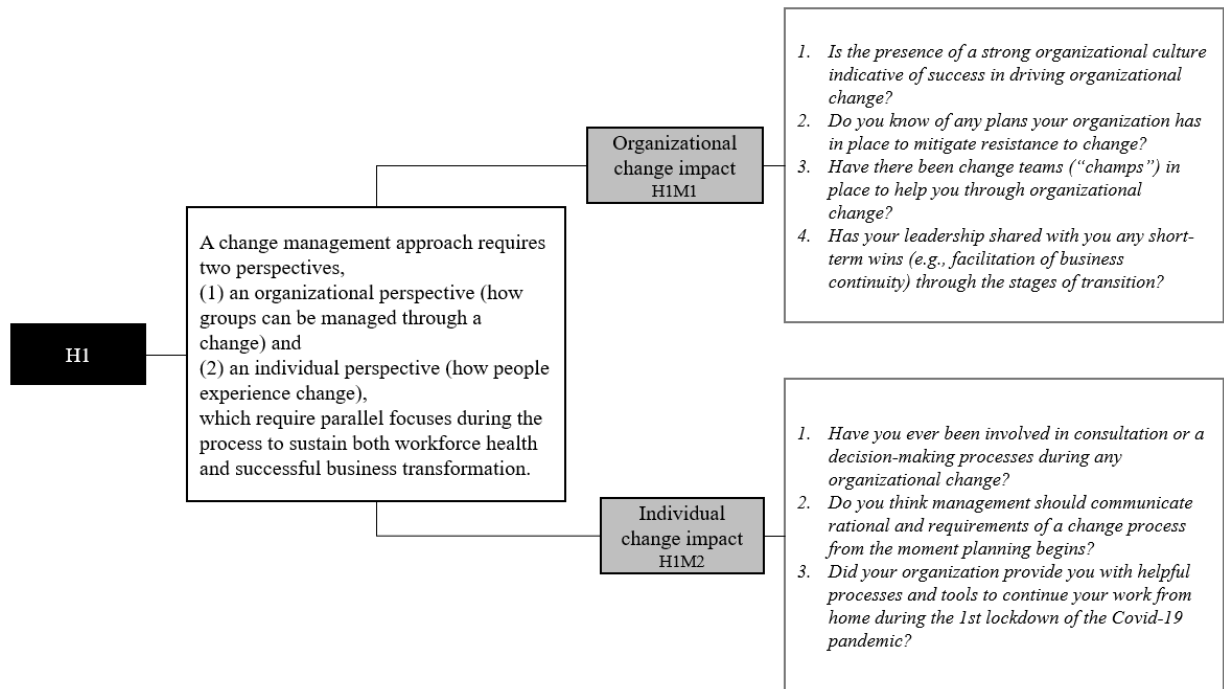 H1
A change management approach requires
two perspectives,
(1) an organizational perspective (how
groups can be managed through a
change) and
(2) an individual perspective (how people
experience change),
which require parallel focuses during the
process to sustain both workforce health
and successful business transformation.
Organizational
change impact
H1M1
1. Is the presence of a strong organizational culture
indicative of success in driving organizational
change?
2. Do you know of any plans your organization has
in place to mitigate resistance to change?
3. Have there been change teams (“champs”) in
place to help you through organizational
change?
4. Has your leadership shared with you any short-
term wins (e.g., facilitation of business
continuity) through the stages of transition?
Individual
change impact
H1M2
1. Have you ever been involved in consultation or a
decision-making processes during any
organizational change?
2. Do you think management should communicate
rational and requirements of a change process
from the moment planning begins?
3. Did your organization provide you with helpful
processes and tools to continue your work from
home during the 1st lockdown of the Covid-19
pandemic?